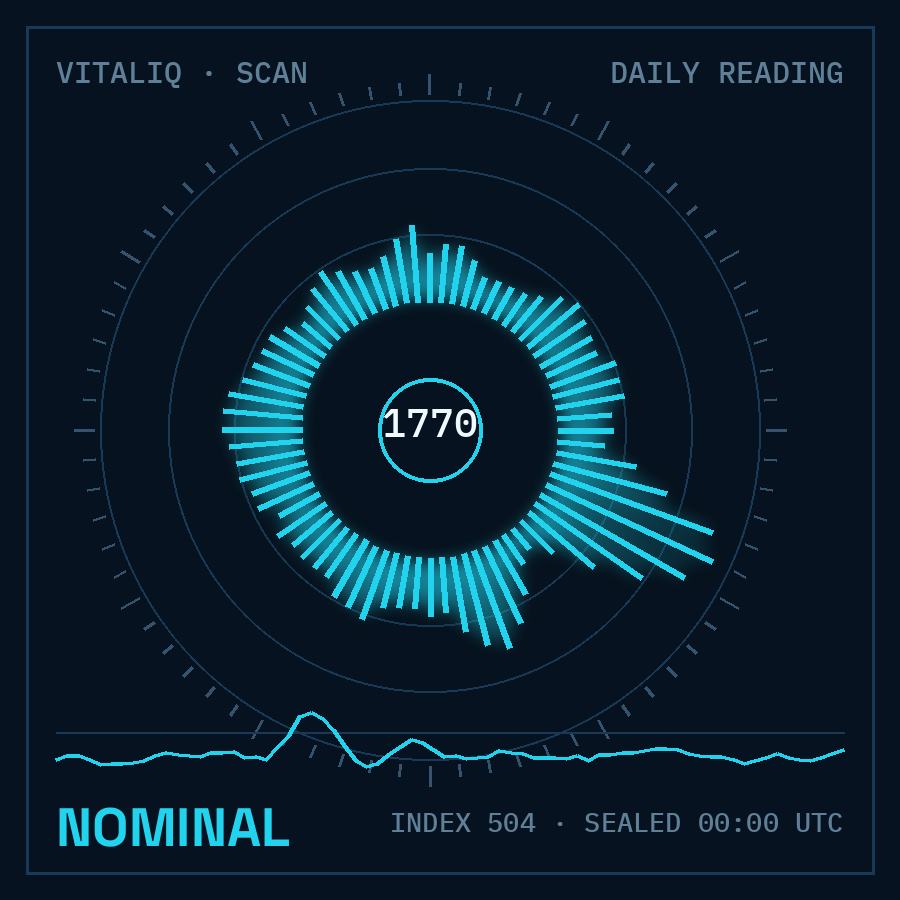 VITALIQ · SCAN
DAILY READING
1770
NOMINAL
INDEX 504 · SEALED 00:00 UTC